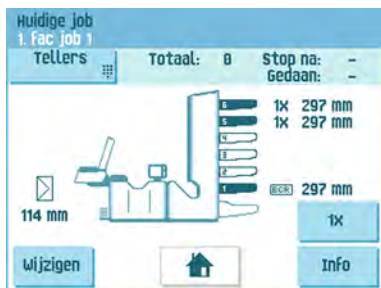 Huidige job
1. Fac job 1
Tellers
Totaal: 0
Stop na: -
Gedaan: -
6 1X 297 mm
5 1X 297 mm
4
3
2
1 BCR 297 mm
114 mm
1X
Wijzigen
Info